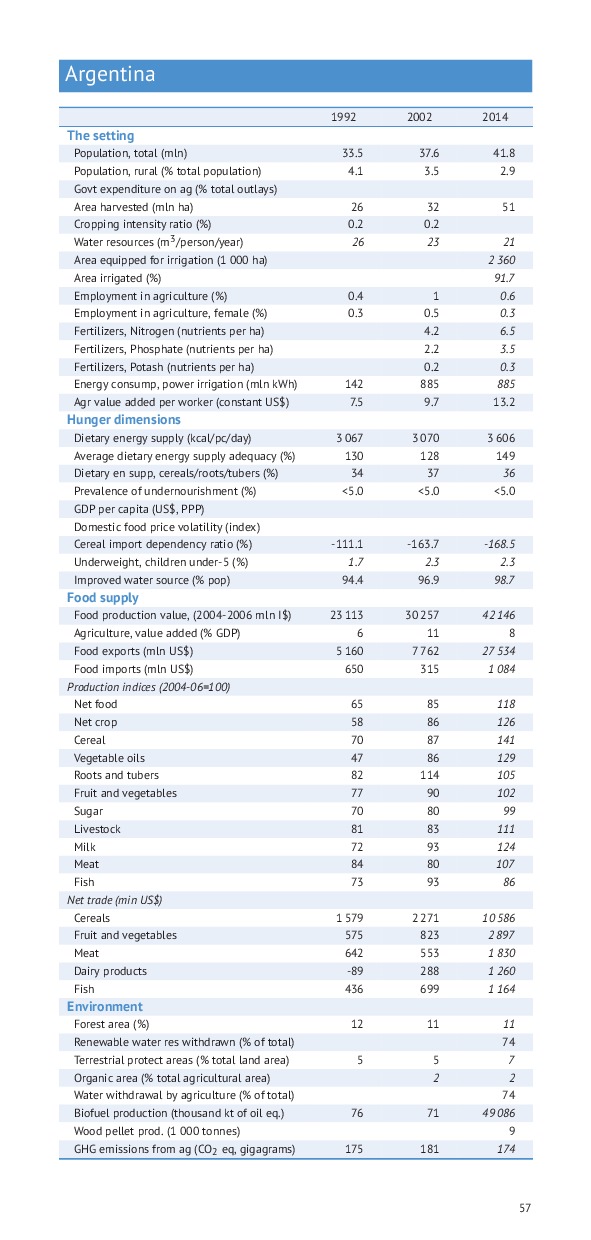 Argentina
1992 2002 2014
The setting
Population, total (mln) 33.5 37.6 41.8
Population, rural (% total population) 4.1 3.5 2.9
Govt expenditure on ag (% total outlays)
Area harvested (mln ha) 26 32 51
Cropping intensity ratio (%) 0.2 0.2
Water resources (m³/person/year) 26 23 21
Area equipped for irrigation (1 000 ha) 2 360
Area irrigated (%) 91.7
Employment in agriculture (%) 0.4 1 0.6
Employment in agriculture, female (%) 0.3 0.5 0.3
Fertilizers, Nitrogen (nutrients per ha) 4.2 6.5
Fertilizers, Phosphate (nutrients per ha) 2.2 3.5
Fertilizers, Potash (nutrients per ha) 0.2 0.3
Energy consump, power irrigation (mln kWh) 142 885 885
Agr value added per worker (constant US$) 7.5 9.7 13.2
Hunger dimensions
Dietary energy supply (kcal/pc/day) 3 067 3 070 3 606
Average dietary energy supply adequacy (%) 130 128 149
Dietary en supp, cereals/roots/tubers (%) 34 37 36
Prevalence of undernourishment (%) <5.0 <5.0 <5.0
GDP per capita (US$, PPP)
Domestic food price volatility (index)
Cereal import dependency ratio (%) -111.1 -163.7 -168.5
Underweight, children under-5 (%) 1.7 2.3 2.3
Improved water source (% pop) 94.4 96.9 98.7
Food supply
Food production value, (2004-2006 mln I$) 23 113 30 257 42 146
Agriculture, value added (% GDP) 6 11 8
Food exports (mln US$) 5 160 7 762 27 534
Food imports (mln US$) 650 315 1 084
Production indices (2004-06=100)
Net food 65 85 118
Net crop 58 86 126
Cereal 70 87 141
Vegetable oils 47 86 129
Roots and tubers 82 114 105
Fruit and vegetables 77 90 102
Sugar 70 80 99
Livestock 81 83 111
Milk 72 93 124
Meat 84 80 107
Fish 73 93 86
Net trade (min US$)
Cereals 1 579 2 271 10 586
Fruit and vegetables 575 823 2 897
Meat 642 553 1 830
Dairy products -89 288 1 260
Fish 436 699 1 164
Environment
Forest area (%) 12 11 11
Renewable water res withdrawn (% of total) 74
Terrestrial protect areas (% total land area) 5 5 7
Organic area (% total agricultural area) 2 2
Water withdrawal by agriculture (% of total) 74
Biofuel production (thousand kt of oil eq.) 76 71 49 086
Wood pellet prod. (1 000 tonnes) 9
GHG emissions from ag (CO₂ eq, gigagrams) 175 181 174
57